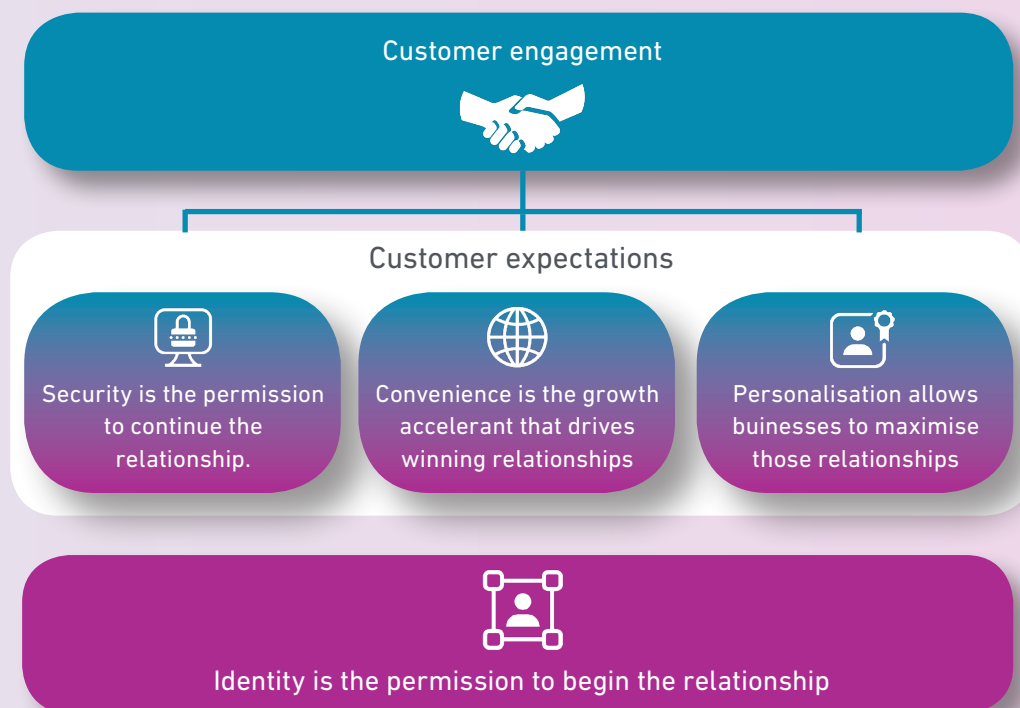 Customer engagement
Customer expectations
Security is the permission
to continue the
relationship.
Convenience is the growth
accelerant that drives
winning relationships
Personalisation allows
buinesses to maximise
those relationships
Identity is the permission to begin the relationship